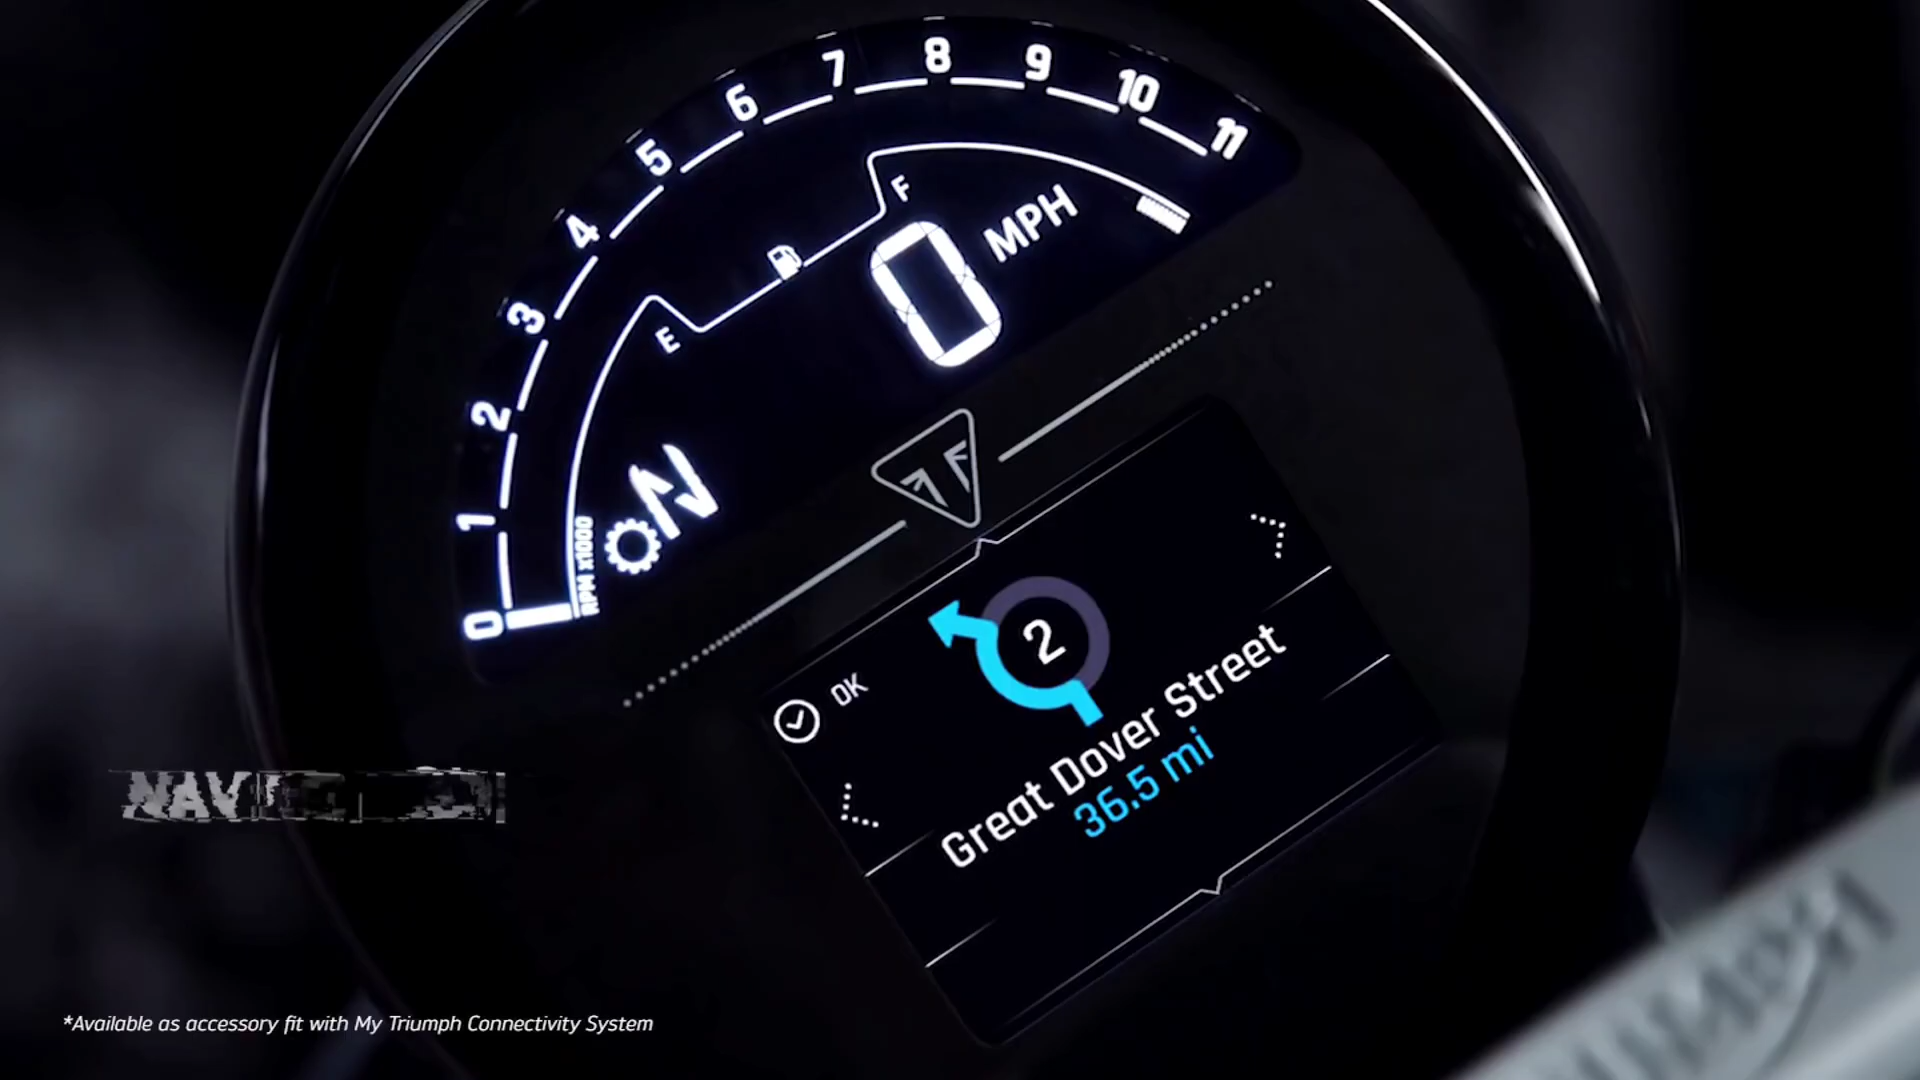 0 1 2 3 4 5 6 7 8 9 10 11
RPM x1000
E F
0 MPH
N
OK
2
Great Dover Street
36.5 mi
*Available as accessory fit with My Triumph Connectivity System